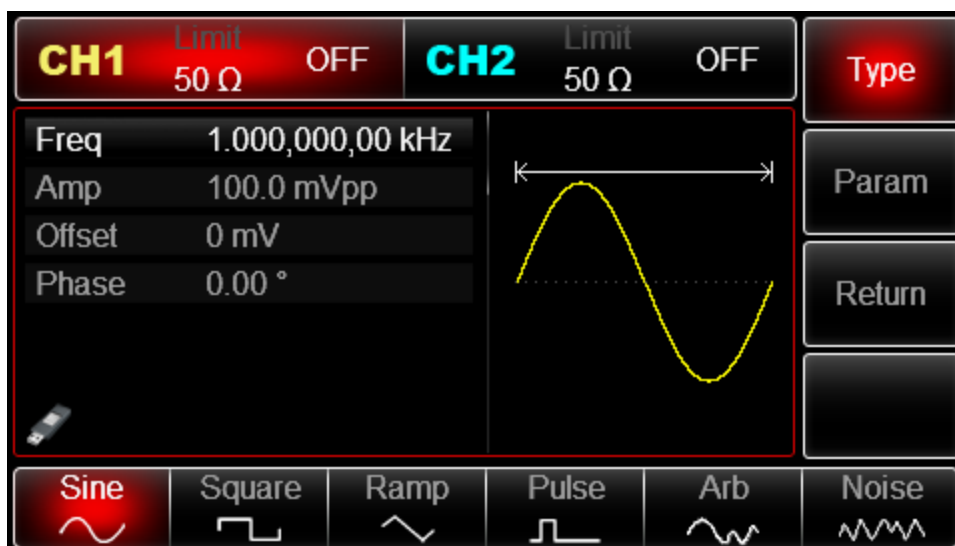 CH1 Limit 50 Ω OFF
CH2 Limit 50 Ω OFF
Type
Freq 1.000,000,00 kHz
Amp 100.0 mVpp
Offset 0 mV
Phase 0.00 °
Param
Return
Sine Square Ramp Pulse Arb Noise